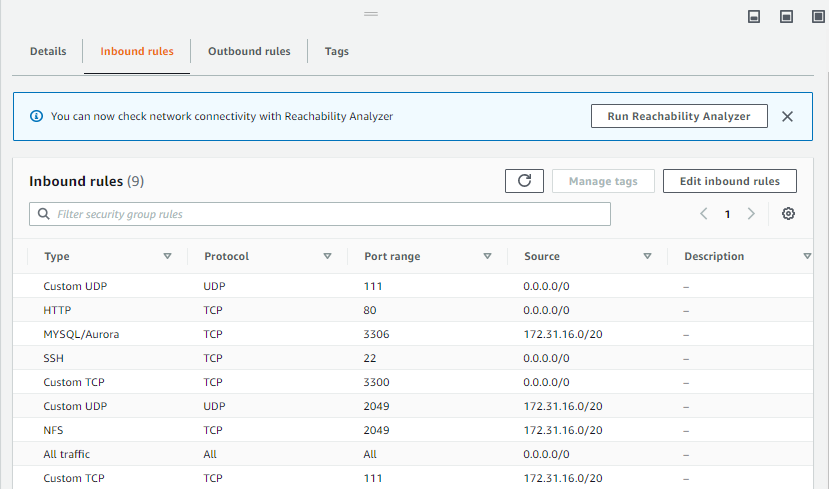 Details Inbound rules Outbound rules Tags
You can now check network connectivity with Reachability Analyzer Run Reachability Analyzer
Inbound rules (9) Manage tags Edit inbound rules
Filter security group rules 1
Type Protocol Port range Source Description
Custom UDP UDP 111 0.0.0.0/0 –
HTTP TCP 80 0.0.0.0/0 –
MYSQL/Aurora TCP 3306 172.31.16.0/20 –
SSH TCP 22 0.0.0.0/0 –
Custom TCP TCP 3300 0.0.0.0/0 –
Custom UDP UDP 2049 172.31.16.0/20 –
NFS TCP 2049 172.31.16.0/20 –
All traffic All All 0.0.0.0/0 –
Custom TCP TCP 111 172.31.16.0/20 –